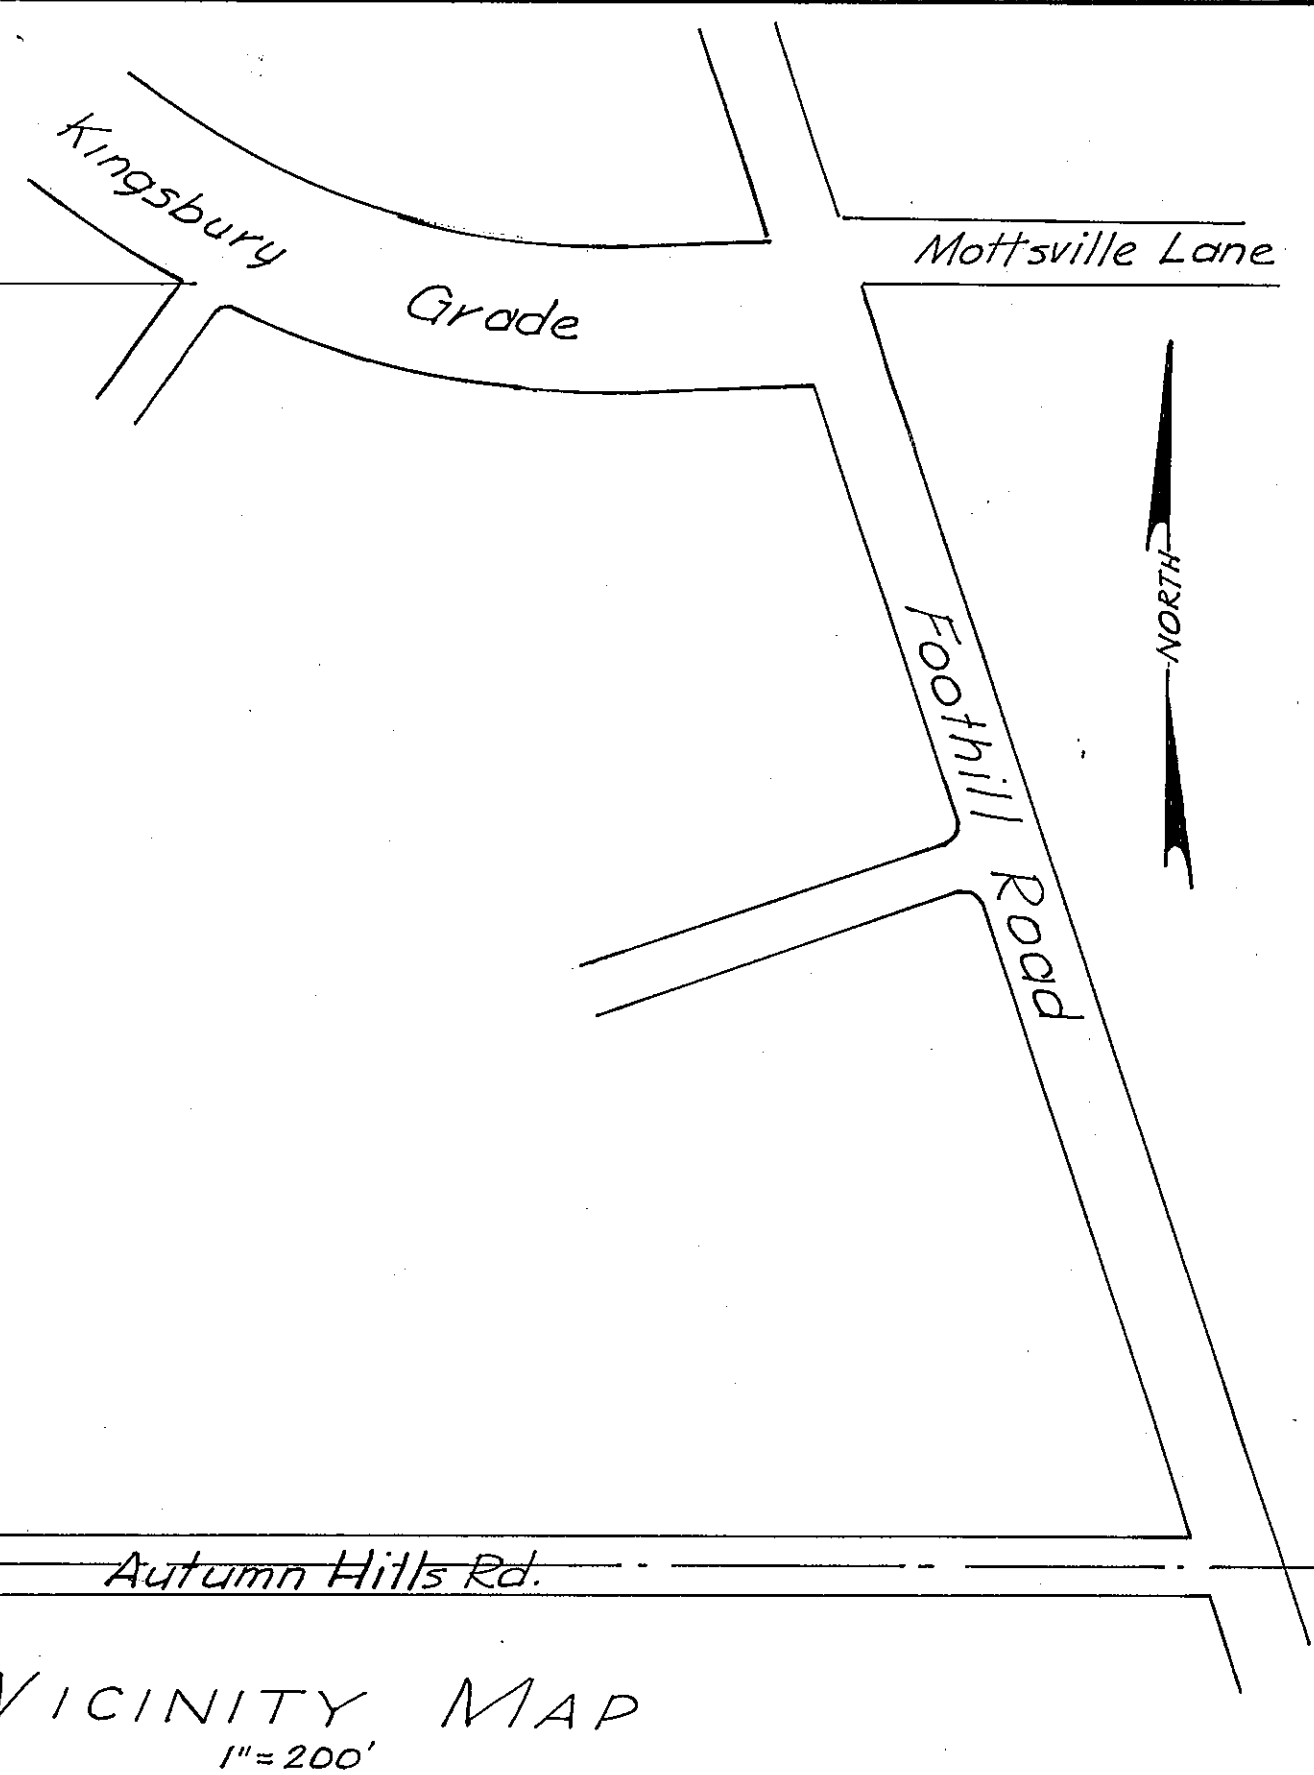 Kingsbury
Grade
Mottsville Lane
NORTH
Foothill Road
Autumn Hills Rd.
VICINITY MAP
1"=200'